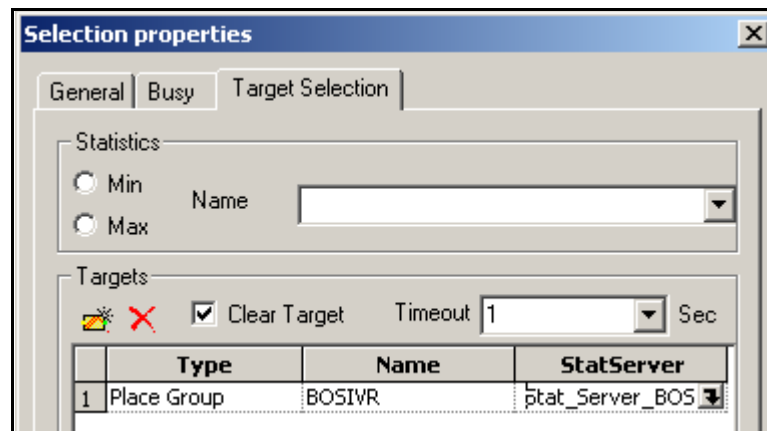 Selection properties
General Busy Target Selection
Statistics
Min
Name
Max
Targets
Clear Target Timeout 1 Sec
Type Name StatServer
1 Place Group BOSIVR Stat_Server_BOS